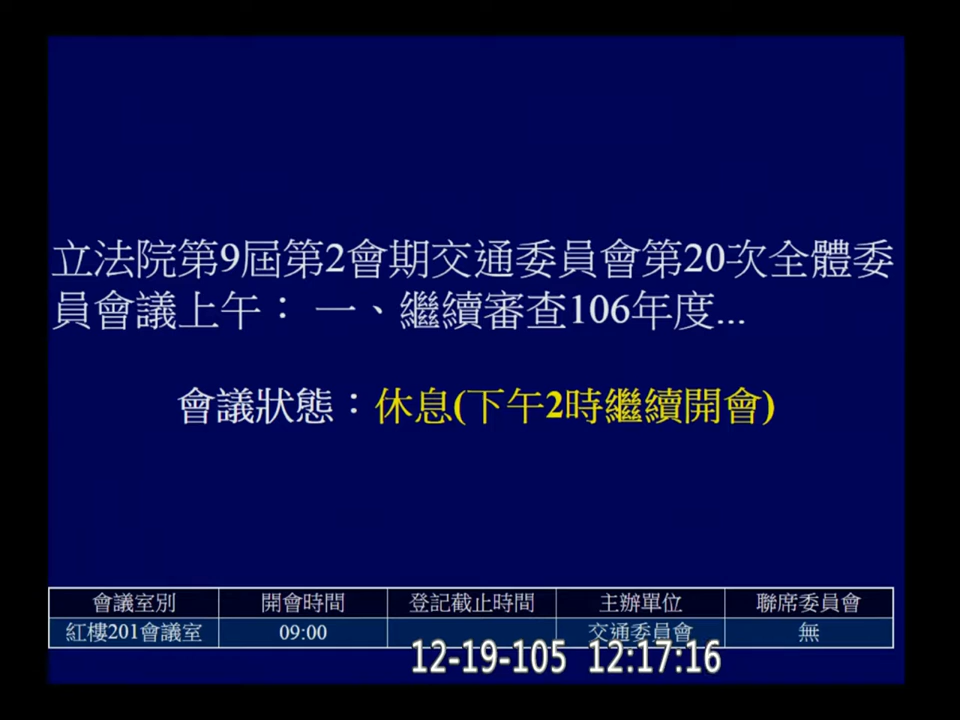 立法院第9屆第2會期交通委員會第20次全體委
員會議上午： 一、繼續審查106年度...
會議狀態：休息(下午2時繼續開會)
會議室別 開會時間 登記截止時間 主辦單位 聯席委員會
紅樓201會議室 09:00 交通委員會 無
12-19-105 12:17:16